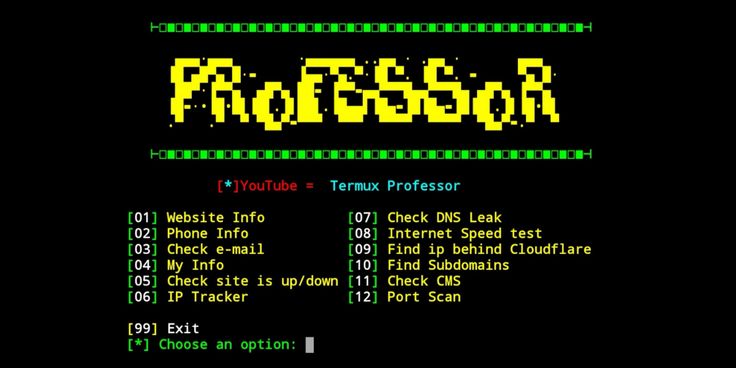 PRoFESSoR
[*]YouTube = Termux Professor
[01] Website Info [07] Check DNS Leak
[02] Phone Info [08] Internet Speed test
[03] Check e-mail [09] Find ip behind Cloudflare
[04] My Info [10] Find Subdomains
[05] Check site is up/down [11] Check CMS
[06] IP Tracker [12] Port Scan
[99] Exit
[*] Choose an option: